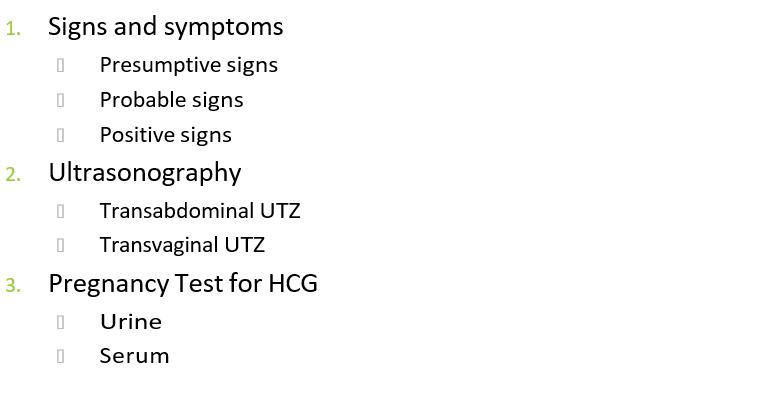 1. Signs and symptoms
▯ Presumptive signs
▯ Probable signs
▯ Positive signs
2. Ultrasonography
▯ Transabdominal UTZ
▯ Transvaginal UTZ
3. Pregnancy Test for HCG
▯ Urine
▯ Serum